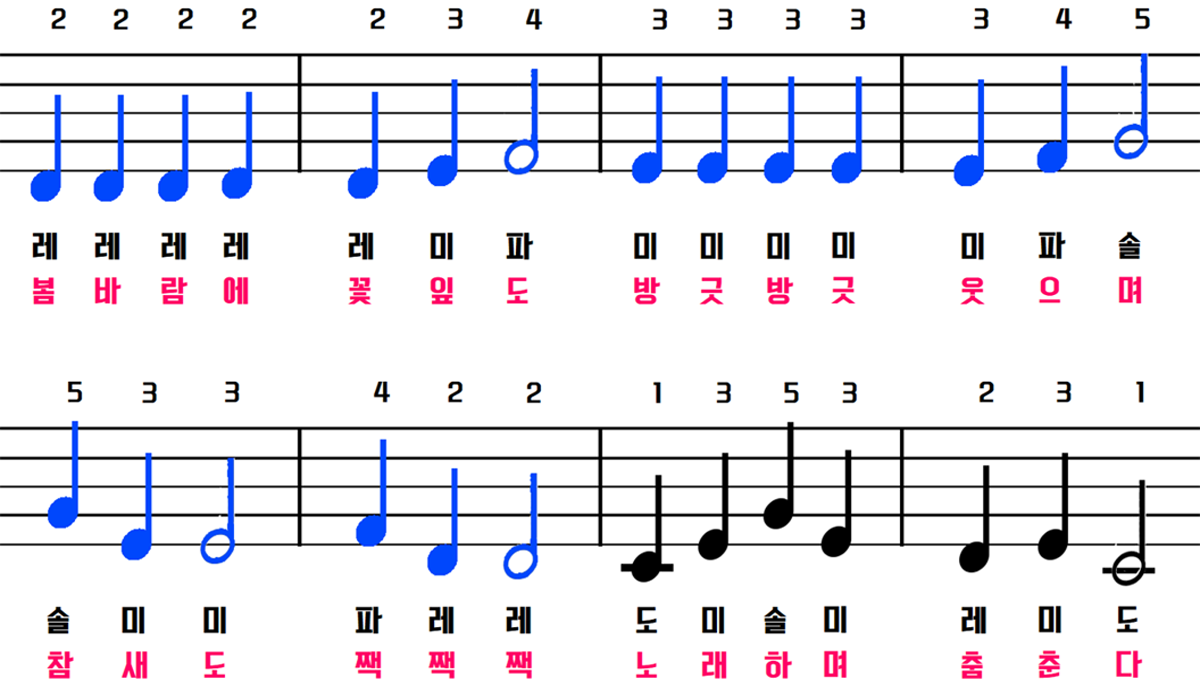 2 2 2 2 2 3 4 3 3 3 3 3 4 5
레 레 레 레 레 미 파 미 미 미 미 미 파 솔
봄 바 람 에 꽃 잎 도 방 긋 방 긋 웃 으 며
5 3 3 4 2 2 1 3 5 3 2 3 1
솔 미 미 파 레 레 도 미 솔 미 레 미 도
참 새 도 짹 짹 짹 노 래 하 며 춤 춘 다